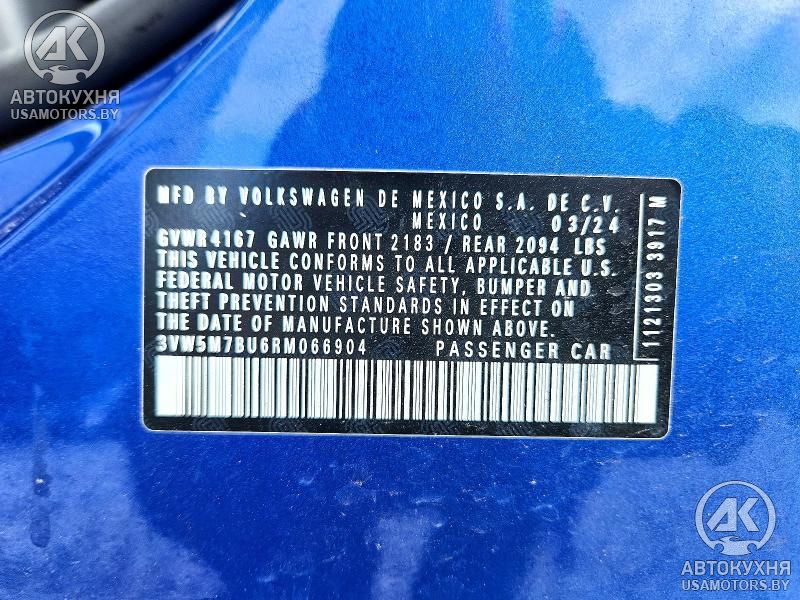 AK
АВТОКУХНЯ
USAMOTORS.BY
MFD BY VOLKSWAGEN DE MEXICO S.A. DE C.V.
MEXICO 03/24
GVWR 4167 GAWR FRONT 2183 / REAR 2094 LBS
THIS VEHICLE CONFORMS TO ALL APPLICABLE U.S.
FEDERAL MOTOR VEHICLE SAFETY, BUMPER AND
THEFT PREVENTION STANDARDS IN EFFECT ON
THE DATE OF MANUFACTURE SHOWN ABOVE.
3VW5M7BU6RM066904 PASSENGER CAR
1121303 3917 M
AK
АВТОКУХНЯ
USAMOTORS.BY